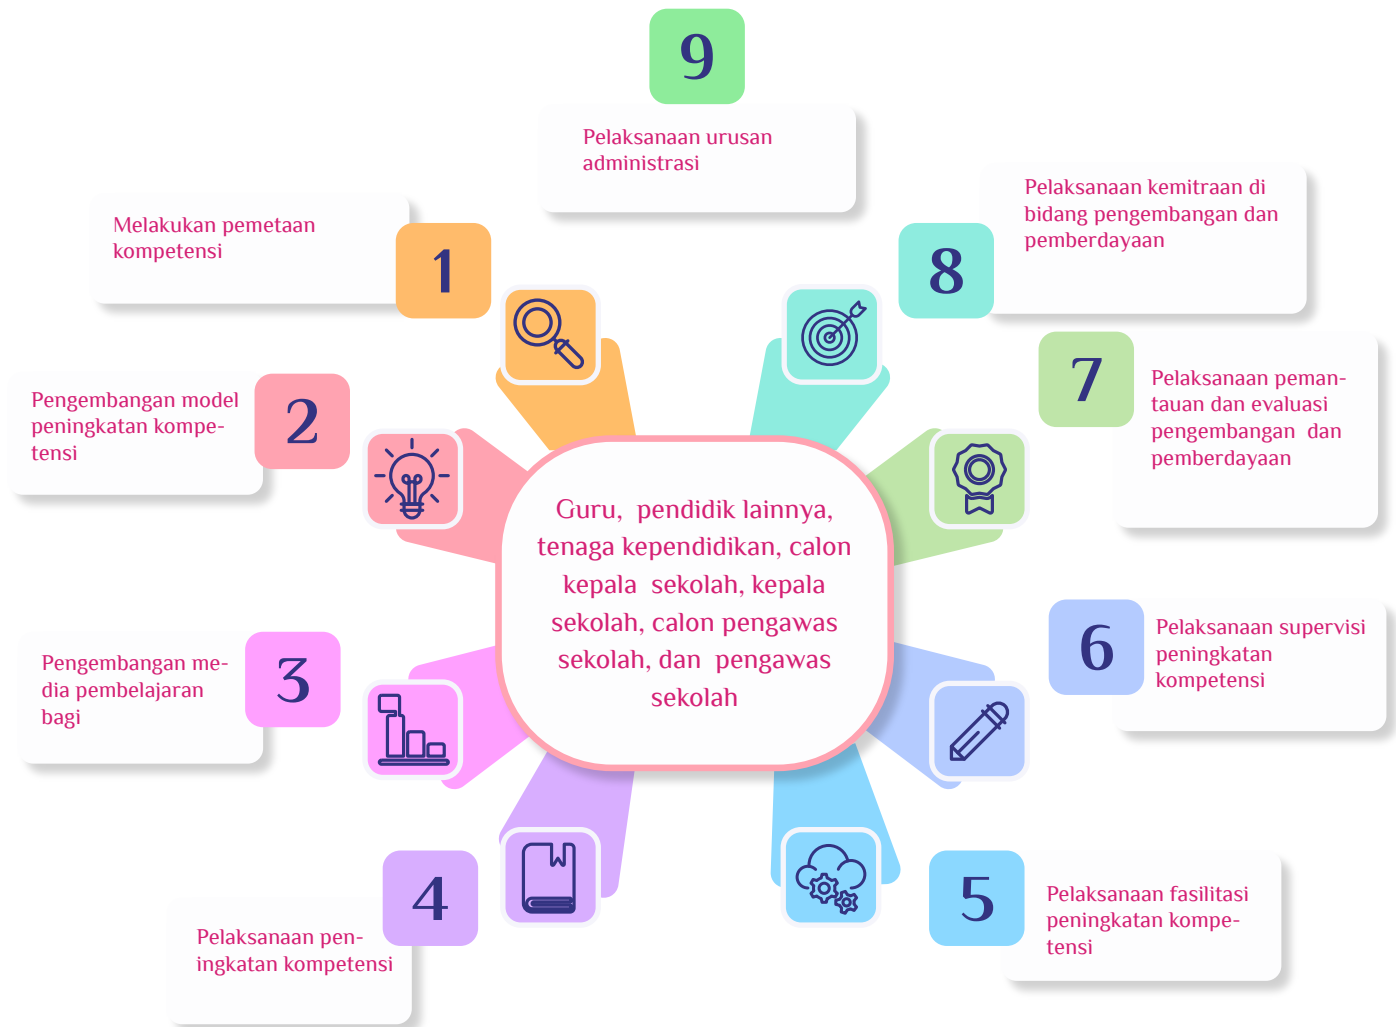 9
Pelaksanaan urusan
administrasi
Melakukan pemetaan
kompetensi
1
Pengembangan model
peningkatan kompe-
tensi
2
Pengembangan me-
dia pembelajaran
bagi
3
Pelaksanaan pen-
ingkatan kompetensi
4
Guru, pendidik lainnya,
tenaga kependidikan, calon
kepala sekolah, kepala
sekolah, calon pengawas
sekolah, dan pengawas
sekolah
8
Pelaksanaan kemitraan di
bidang pengembangan dan
pemberdayaan
7
Pelaksanaan peman-
tauan dan evaluasi
pengembangan dan
pemberdayaan
6
Pelaksanaan supervisi
peningkatan
kompetensi
5
Pelaksanaan fasilitasi
peningkatan kompe-
tensi